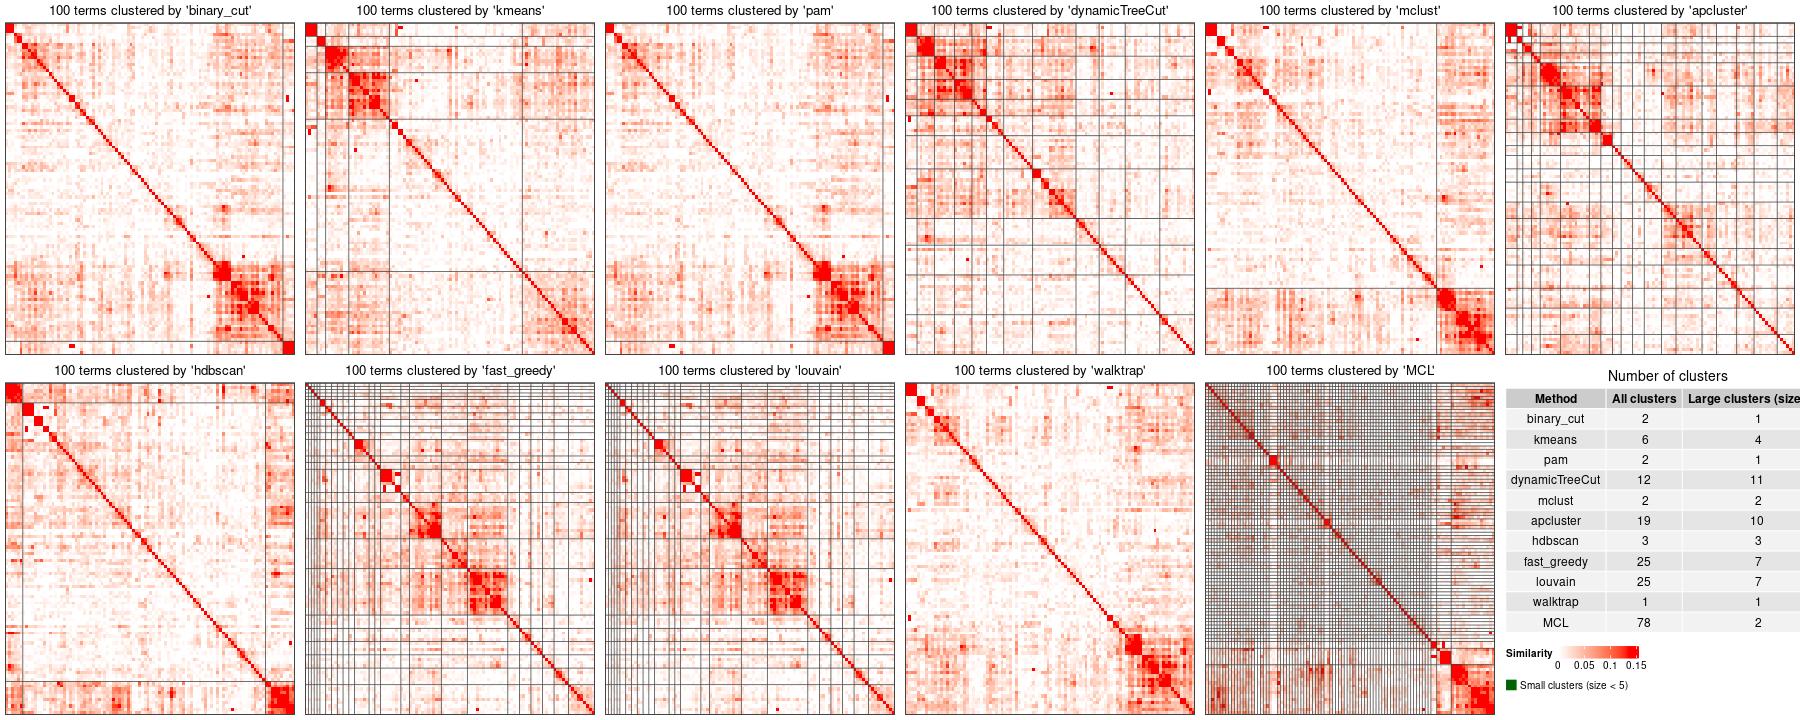 100 terms clustered by 'binary_cut'
100 terms clustered by 'kmeans'
100 terms clustered by 'pam'
100 terms clustered by 'dynamicTreeCut'
100 terms clustered by 'mclust'
100 terms clustered by 'apcluster'
100 terms clustered by 'hdbscan'
100 terms clustered by 'fast_greedy'
100 terms clustered by 'louvain'
100 terms clustered by 'walktrap'
100 terms clustered by 'MCL'
Number of clusters
Method All clusters Large clusters (size
binary_cut 2 1
kmeans 6 4
pam 2 1
dynamicTreeCut 12 11
mclust 2 2
apcluster 19 10
hdbscan 3 3
fast_greedy 25 7
louvain 25 7
walktrap 1 1
MCL 78 2
Similarity
0 0.05 0.1 0.15
Small clusters (size < 5)